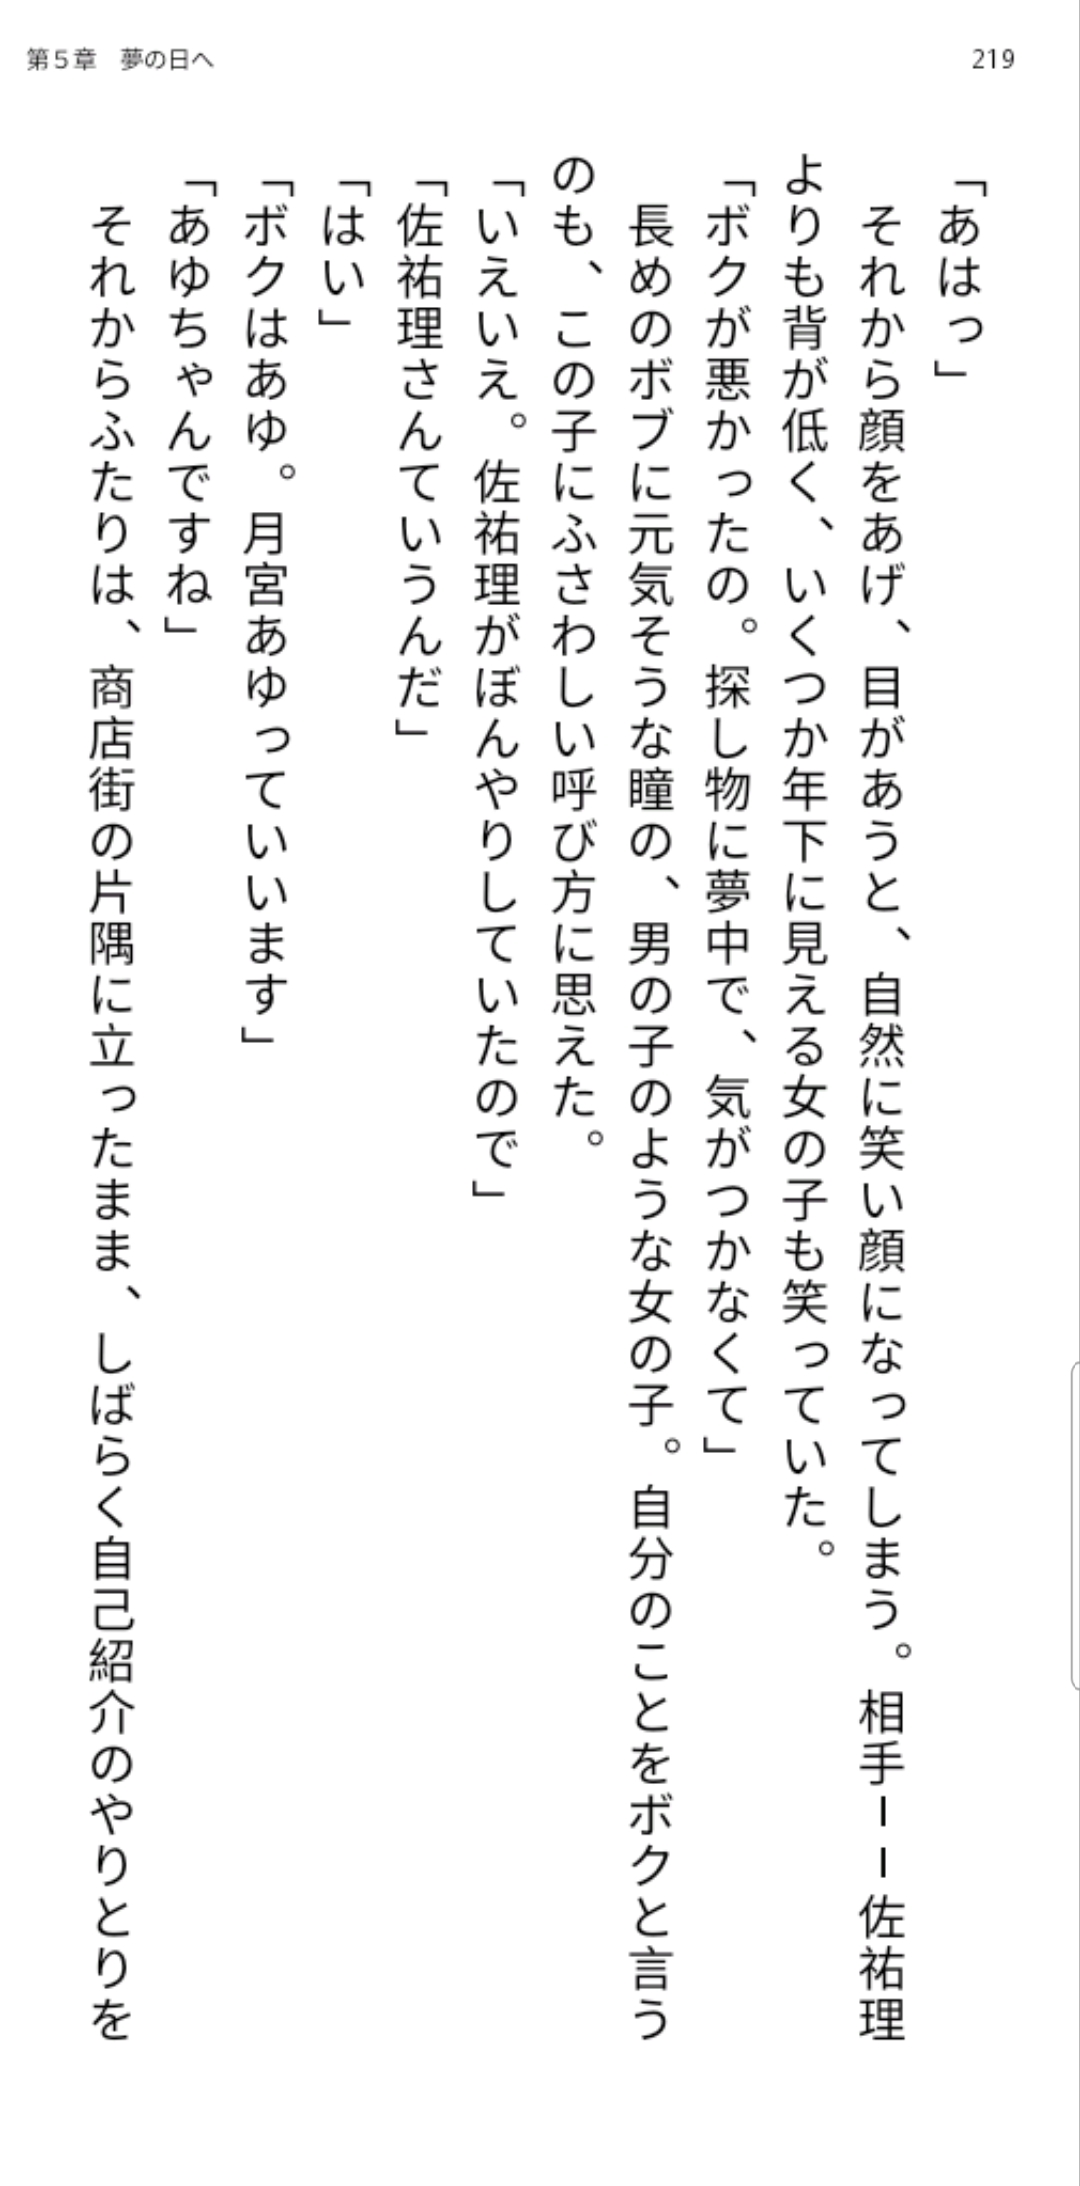 第5章　夢の日へ
219
「あはっ」
それから顔をあげ、目があうと、自然に笑い顔になってしまう。相手ーー佐祐理
よりも背が低く、いくつか年下に見える女の子も笑っていた。
「ボクが悪かったの。探し物に夢中で、気がつかなくて」
長めのボブに元気そうな瞳の、男の子のような女の子。自分のことをボクと言う
のも、この子にふさわしい呼び方に思えた。
「いえいえ。佐祐理がぼんやりしていたので」
「佐祐理さんていうんだ」
「はい」
「ボクはあゆ。月宮あゆっていいます」
「あゆちゃんですね」
それからふたりは、商店街の片隅に立ったまま、しばらく自己紹介のやりとりを